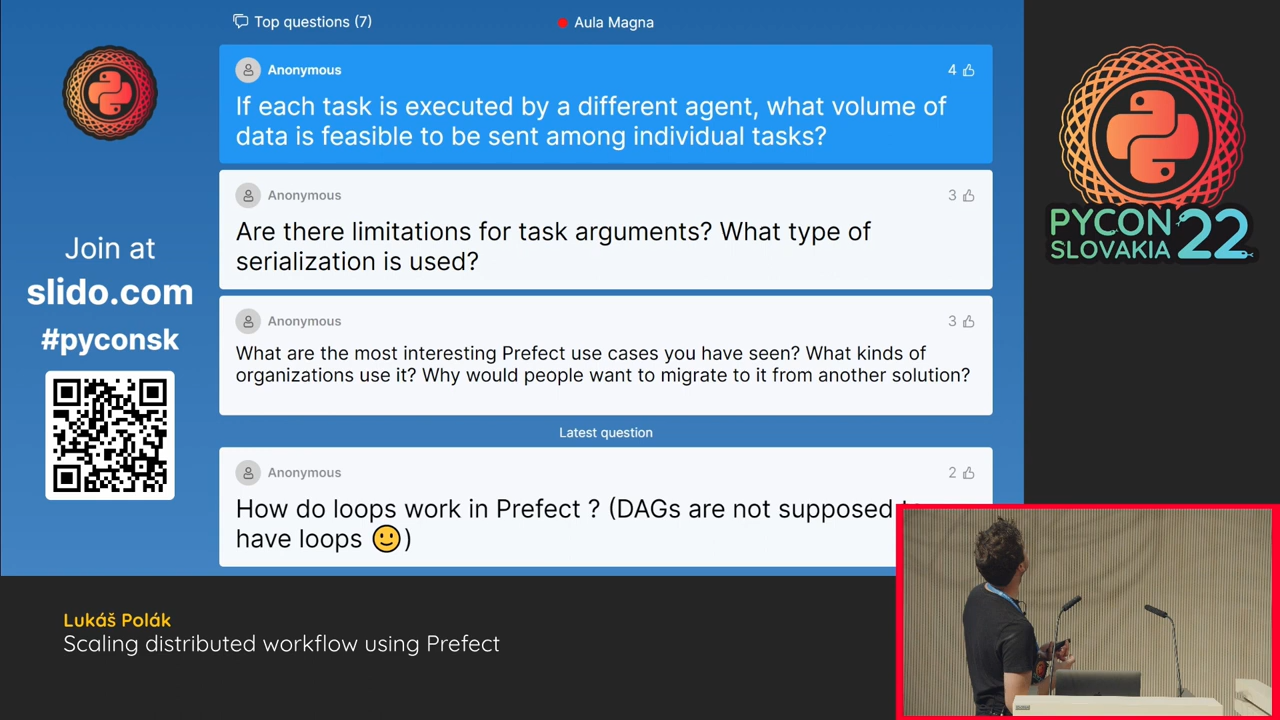 Top questions (7)
Aula Magna
Anonymous
4
If each task is executed by a different agent, what volume of
data is feasible to be sent among individual tasks?
Anonymous
3
Are there limitations for task arguments? What type of
serialization is used?
Anonymous
3
What are the most interesting Prefect use cases you have seen? What kinds of
organizations use it? Why would people want to migrate to it from another solution?
Latest question
Anonymous
2
How do loops work in Prefect ? (DAGs are not supposed to
have loops 🙂)
Join at
slido.com
#pyconsk
PYCON
SLOVAKIA
22
Lukáš Polák
Scaling distributed workflow using Prefect